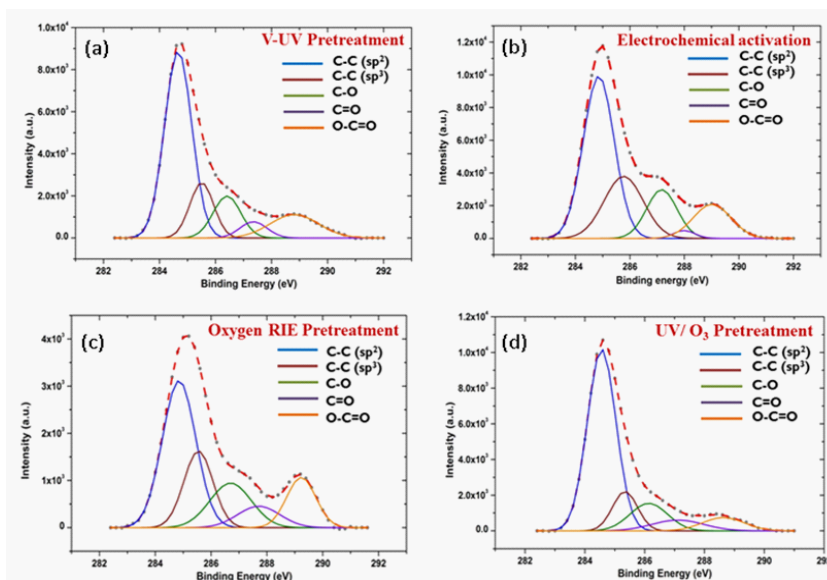 (a)
V-UV Pretreatment
C-C (sp²)
C-C (sp³)
C-O
C=O
O-C=O
Intensity (a.u.)
1.0x10⁴
8.0x10³
6.0x10³
4.0x10³
2.0x10³
0.0
282 284 286 288 290 292
Binding Energy (eV)
(b)
Electrochemical activation
C-C (sp²)
C-C (sp³)
C-O
C=O
O-C=O
Intensity (a.u.)
1.2x10⁴
1.0x10⁴
8.0x10³
6.0x10³
4.0x10³
2.0x10³
0.0
282 284 286 288 290 292
Binding energy (eV)
(c)
Oxygen RIE Pretreatment
C-C (sp²)
C-C (sp³)
C-O
C=O
O-C=O
Intensity (a.u.)
4x10³
3x10³
2x10³
1x10³
0
282 284 286 288 290 292
Binding Energy (eV)
(d)
UV/ O₃ Pretreatment
C-C (sp²)
C-C (sp³)
C-O
C=O
O-C=O
Intensity (a.u.)
1.2x10⁴
1.0x10⁴
8.0x10³
6.0x10³
4.0x10³
2.0x10³
0.0
282 284 286 288 290 292
Binding Energy (eV)